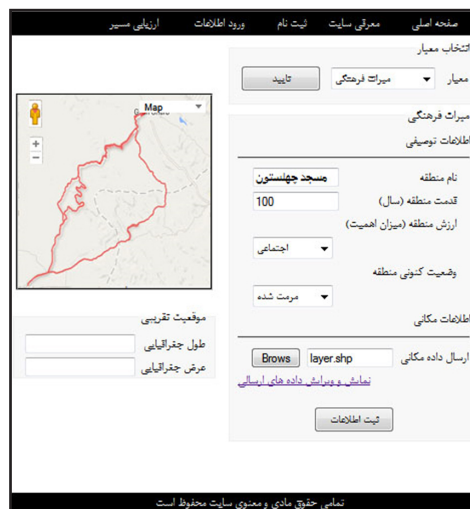 صفحه اصلی معرفی سایت ثبت نام ورود اطلاعات ارزیابی مسیر
انتخاب معیار
معیار میراث فرهنگی تایید
میراث فرهنگی
اطلاعات توصیفی
نام منطقه مسجد چهلستون
قدمت منطقه (سال) 100
ارزش منطقه (میزان اهمیت)
اجتماعی
وضعیت کنونی منطقه
مرمت شده
اطلاعات مکانی
ارسال داده مکانی layer.shp Brows
نمایش و ویرایش داده های ارسالی
ثبت اطلاعات
Map
موقعیت تقریبی
طول جغرافیایی
عرض جغرافیایی
تمامی حقوق مادی و معنوی سایت محفوظ است